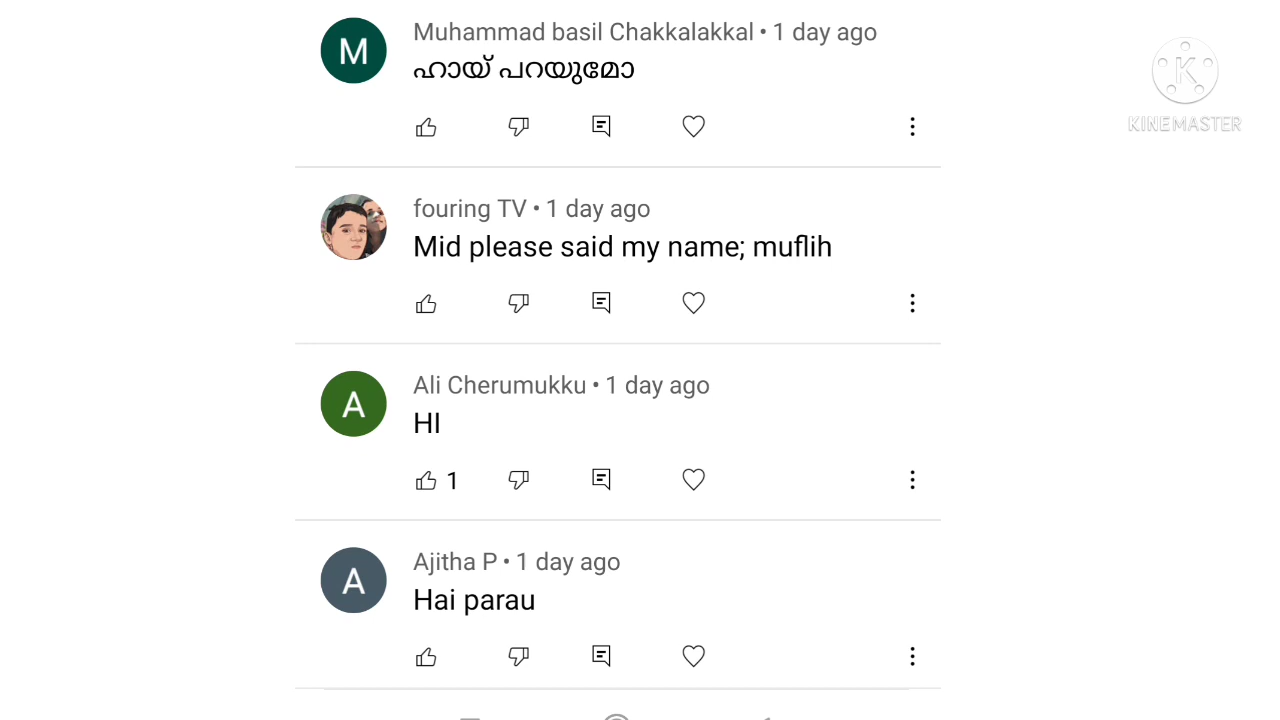 M
Muhammad basil Chakkalakkal • 1 day ago
ഹായ് പറയുമോ
K
KINEMASTER
fouring TV • 1 day ago
Mid please said my name; muflih
A
Ali Cherumukku • 1 day ago
HI
1
A
Ajitha P • 1 day ago
Hai parau